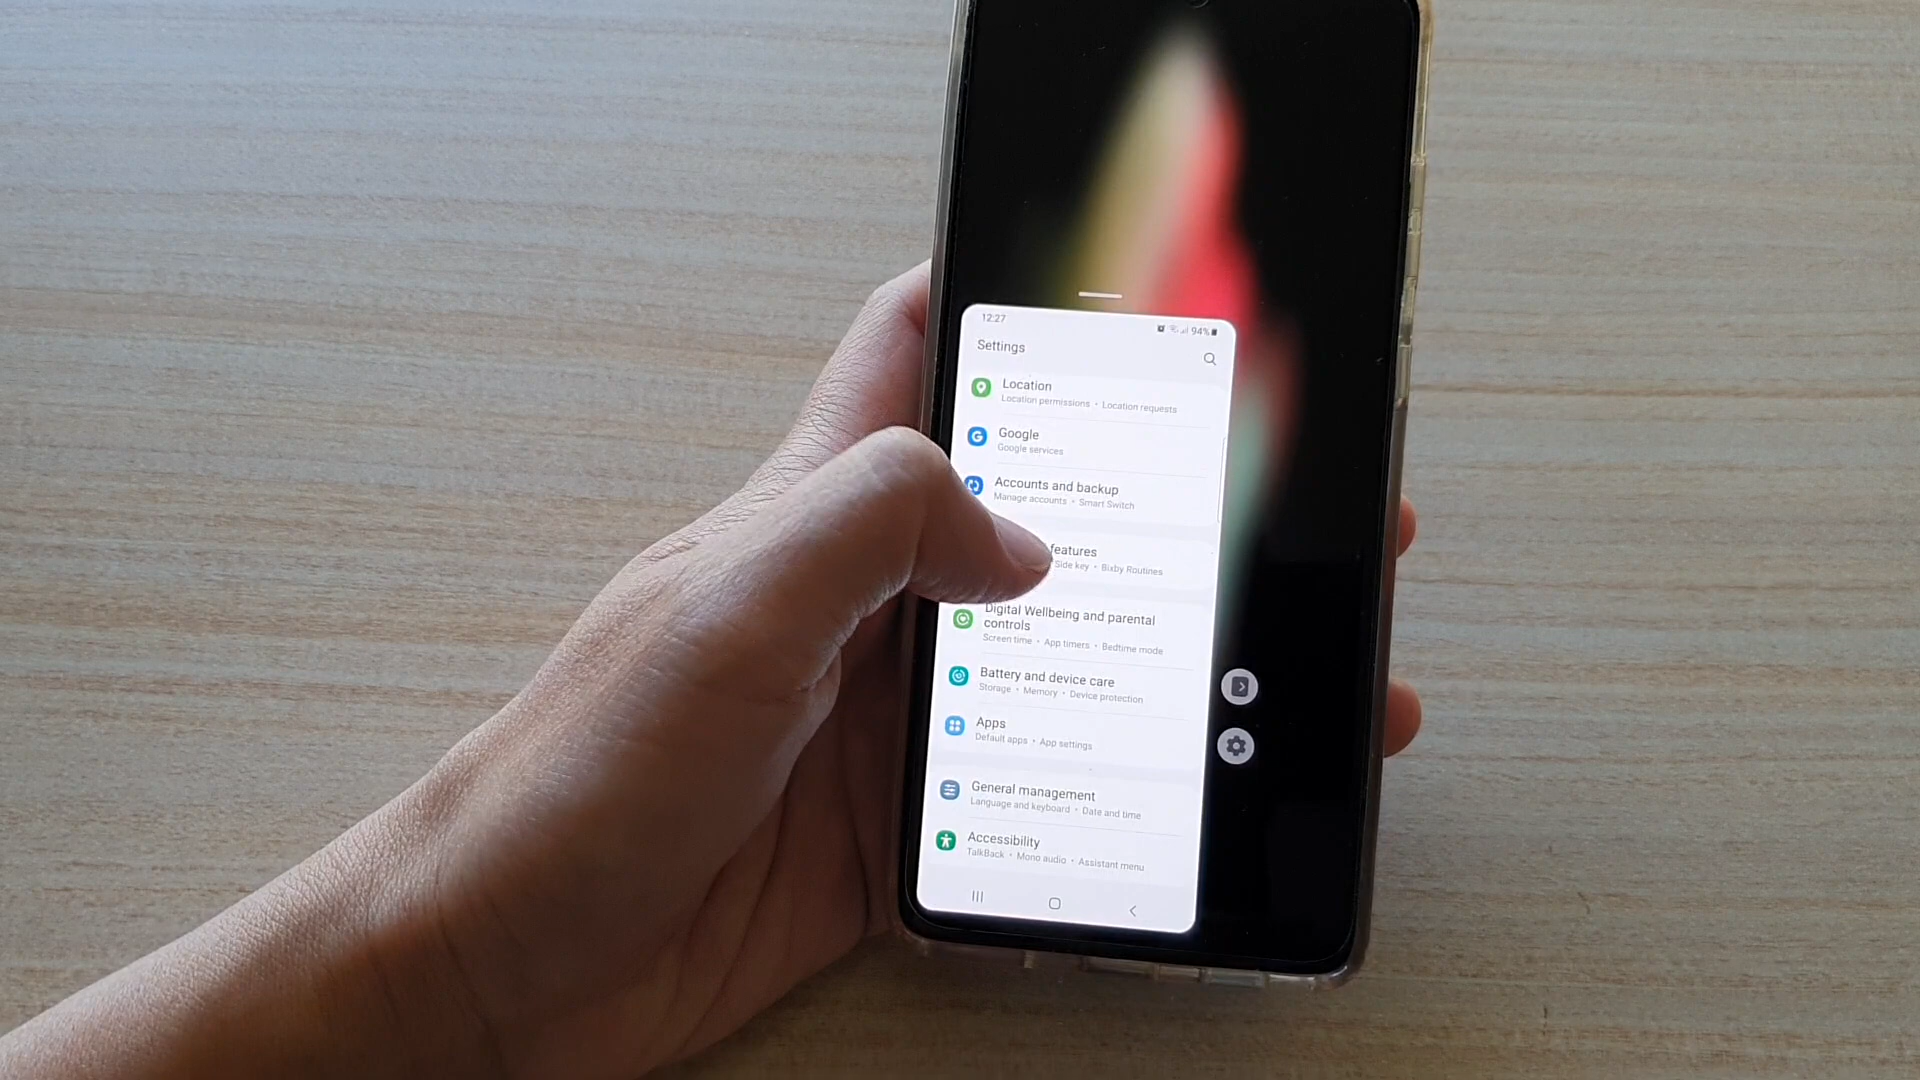 12:27
94%
Settings
Location
Location permissions • Location requests
Google
Google services
Accounts and backup
Manage accounts • Smart Switch
features
Side key • Bixby Routines
Digital Wellbeing and parental
controls
Screen time • App timers • Bedtime mode
Battery and device care
Storage • Memory • Device protection
Apps
Default apps • App settings
General management
Language and keyboard • Date and time
Accessibility
TalkBack • Mono audio • Assistant menu